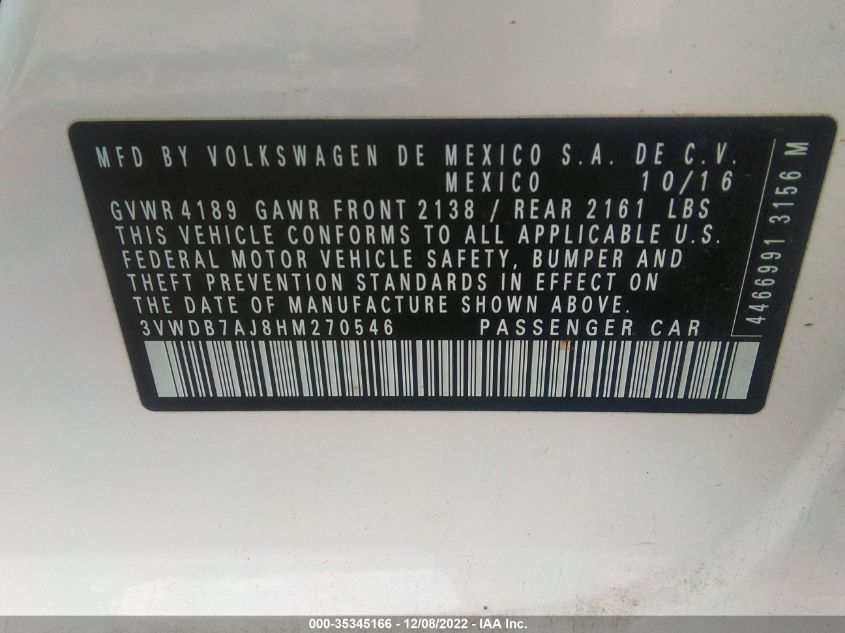 MFD BY VOLKSWAGEN DE MEXICO S.A. DE C.V.
MEXICO 10/16
GVWR 4189 GAWR FRONT 2138 / REAR 2161 LBS
THIS VEHICLE CONFORMS TO ALL APPLICABLE U.S.
FEDERAL MOTOR VEHICLE SAFETY, BUMPER AND
THEFT PREVENTION STANDARDS IN EFFECT ON
THE DATE OF MANUFACTURE SHOWN ABOVE.
3VWDB7AJ8HM270546 PASSENGER CAR
4466991 3156 M
000-35345166 - 12/08/2022 - IAA Inc.